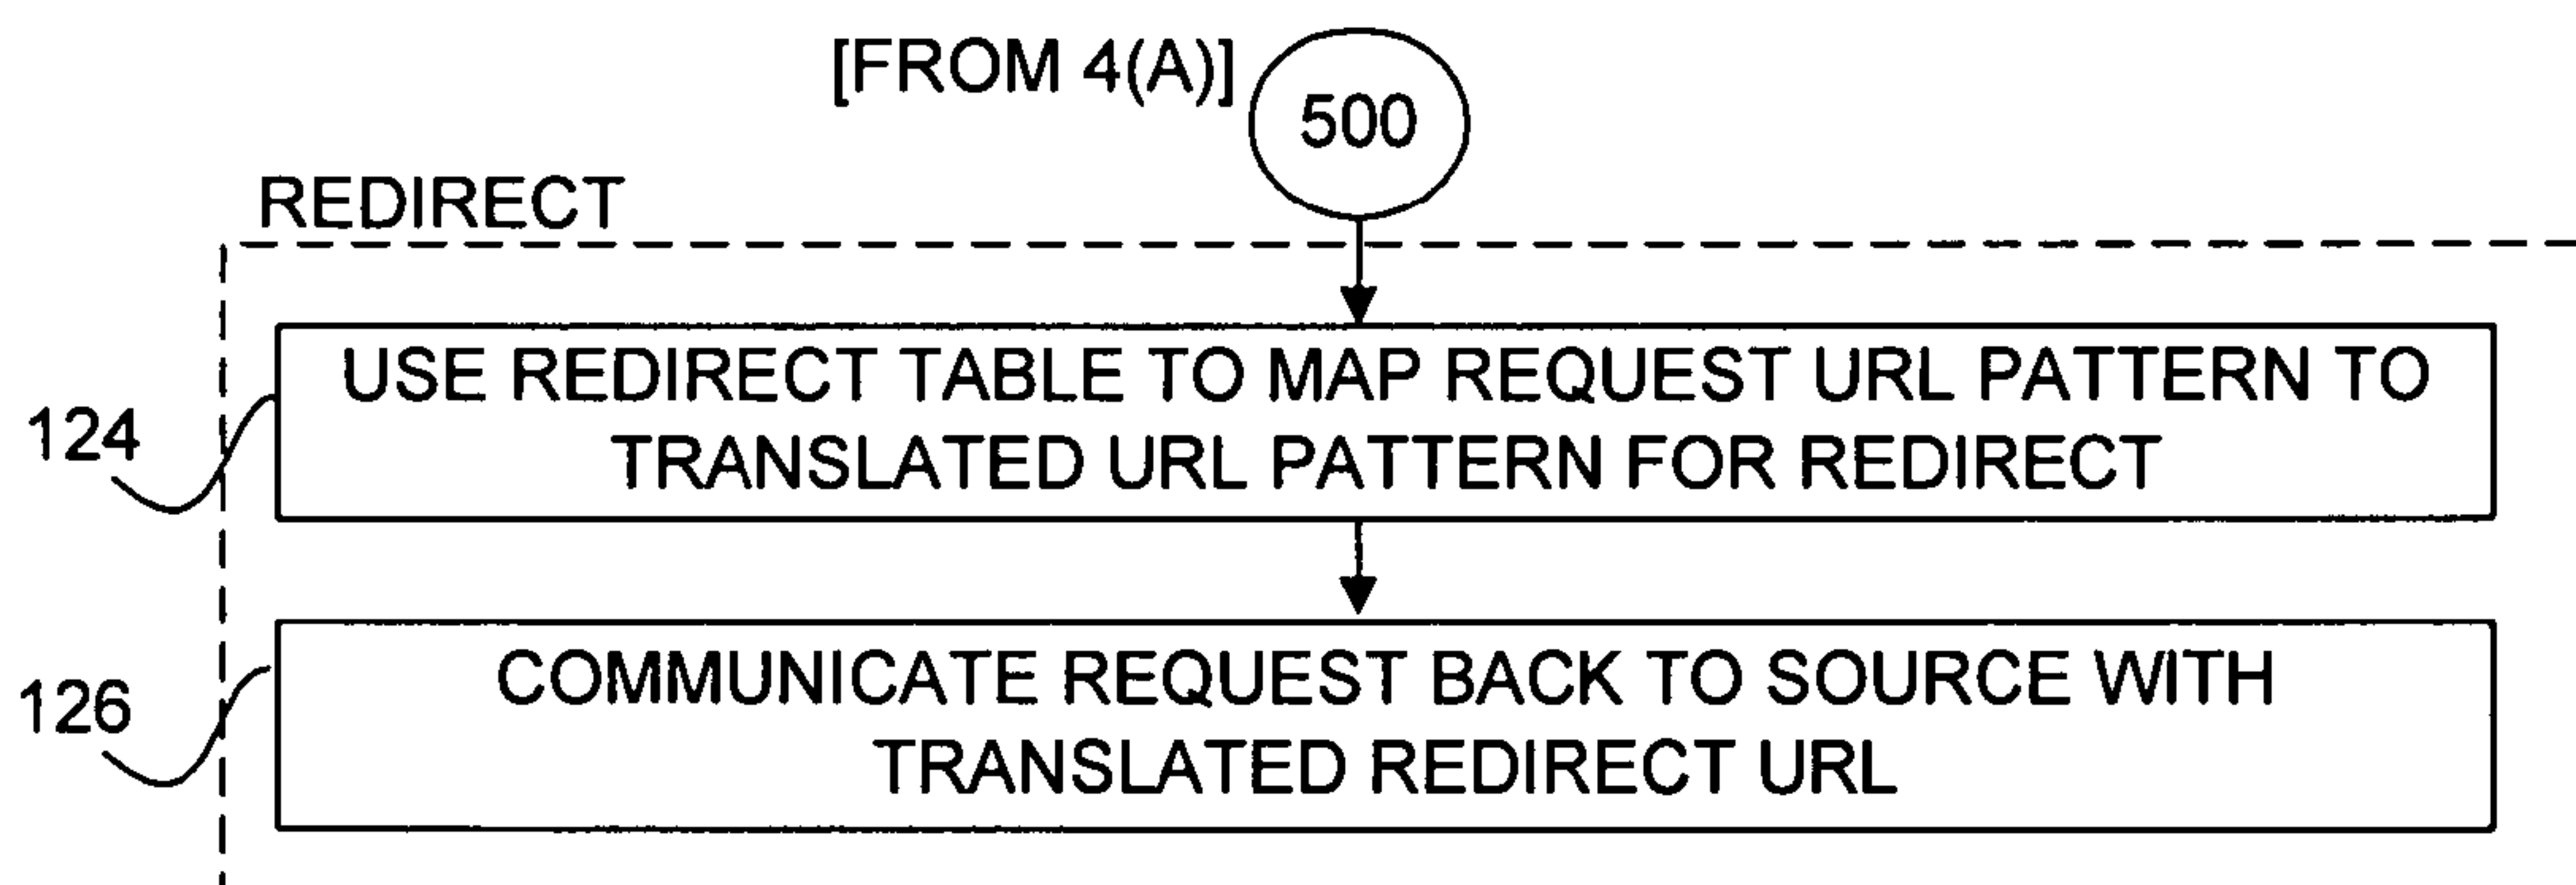 [FROM 4(A)]
500
REDIRECT
USE REDIRECT TABLE TO MAP REQUEST URL PATTERN TO
TRANSLATED URL PATTERN FOR REDIRECT
124
COMMUNICATE REQUEST BACK TO SOURCE WITH
TRANSLATED REDIRECT URL
126